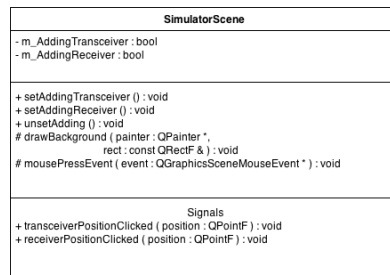 SimulatorScene
- m_AddingTransceiver : bool
- m_AddingReceiver : bool
+ setAddingTransceiver () : void
+ setAddingReceiver () : void
+ unsetAdding () : void
# drawBackground ( painter : QPainter *,
rect : const QRectF & ) : void
# mousePressEvent ( event : QGraphicsSceneMouseEvent * ) : void
Signals
+ transceiverPositionClicked ( position : QPointF ) : void
+ receiverPositionClicked ( position : QPointF ) : void